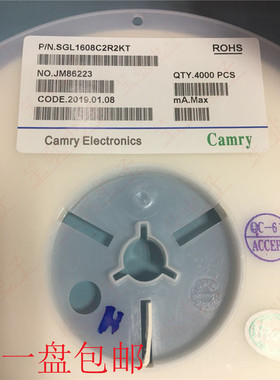 P/N.SGL1608C2R2KT
ROHS
NO.JM86223
QTY.4000 PCS
CODE.2019.01.08
mA.Max
Camry Electronics
Camry
QC-6
ACCEP
一盘包邮